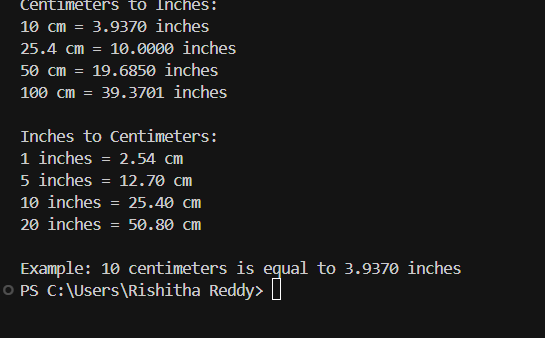 Centimeters to Inches:
10 cm = 3.9370 inches
25.4 cm = 10.0000 inches
50 cm = 19.6850 inches
100 cm = 39.3701 inches
Inches to Centimeters:
1 inches = 2.54 cm
5 inches = 12.70 cm
10 inches = 25.40 cm
20 inches = 50.80 cm
Example: 10 centimeters is equal to 3.9370 inches
PS C:\Users\Rishitha Reddy>